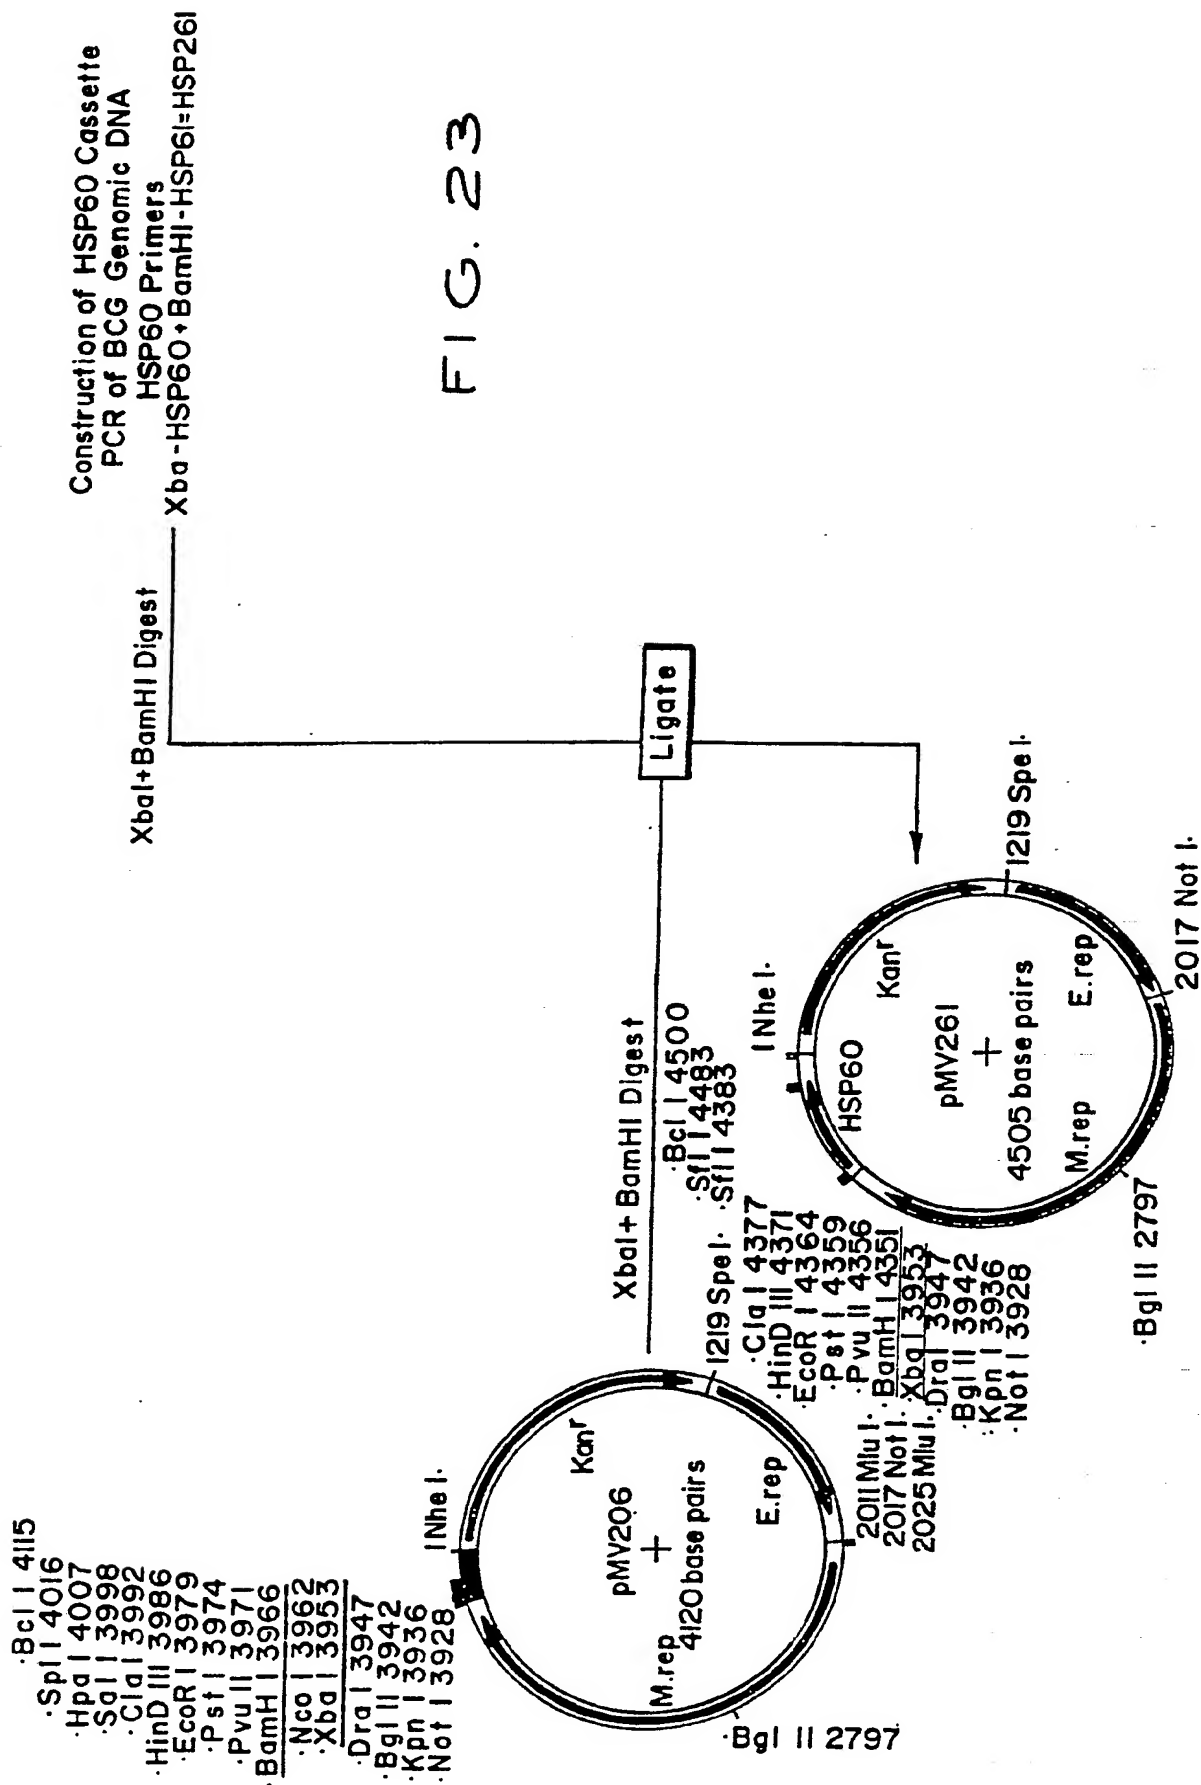 Construction of HSP60 Cassette
PCR of BCG Genomic DNA
HSP60 Primers
Xba-HSP60+BamHI-HSP61=HSP261
XbaI+BamHI Digest
FIG. 23
Ligate
XbaI+BamHI Digest
·Bcl I 4115
·Spl I 4016
·Hpa I 4007
·Sal I 3998
·Cla I 3992
·HinD III 3986
·EcoR I 3979
·Pst I 3974
·Pvu II 3971
·BamH I 3966
·Nco I 3962
·Xba I 3953
·Dra I 3947
·Bgl II 3942
·Kpn I 3936
·Not I 3928
1 Nhe I·
Kanʳ
pMV206
+
4120 base pairs
M.rep
E.rep
1219 Spe I·
2011 Mlu I·
2017 Not I·
2025 Mlu I·
·Bgl II 2797
·Bcl I 4500
·Sfi I 4483
·Sfi I 4383
·Cla I 4377
·HinD III 4371
·EcoR I 4364
·Pst I 4359
·Pvu II 4356
·BamH I 4351
·Xba I 3953
·Dra I 3947
·Bgl II 3942
·Kpn I 3936
·Not I 3928
1 Nhe I·
HSP60
Kanʳ
pMV261
+
4505 base pairs
M.rep
E.rep
1219 Spe I·
2017 Not I·
·Bgl II 2797